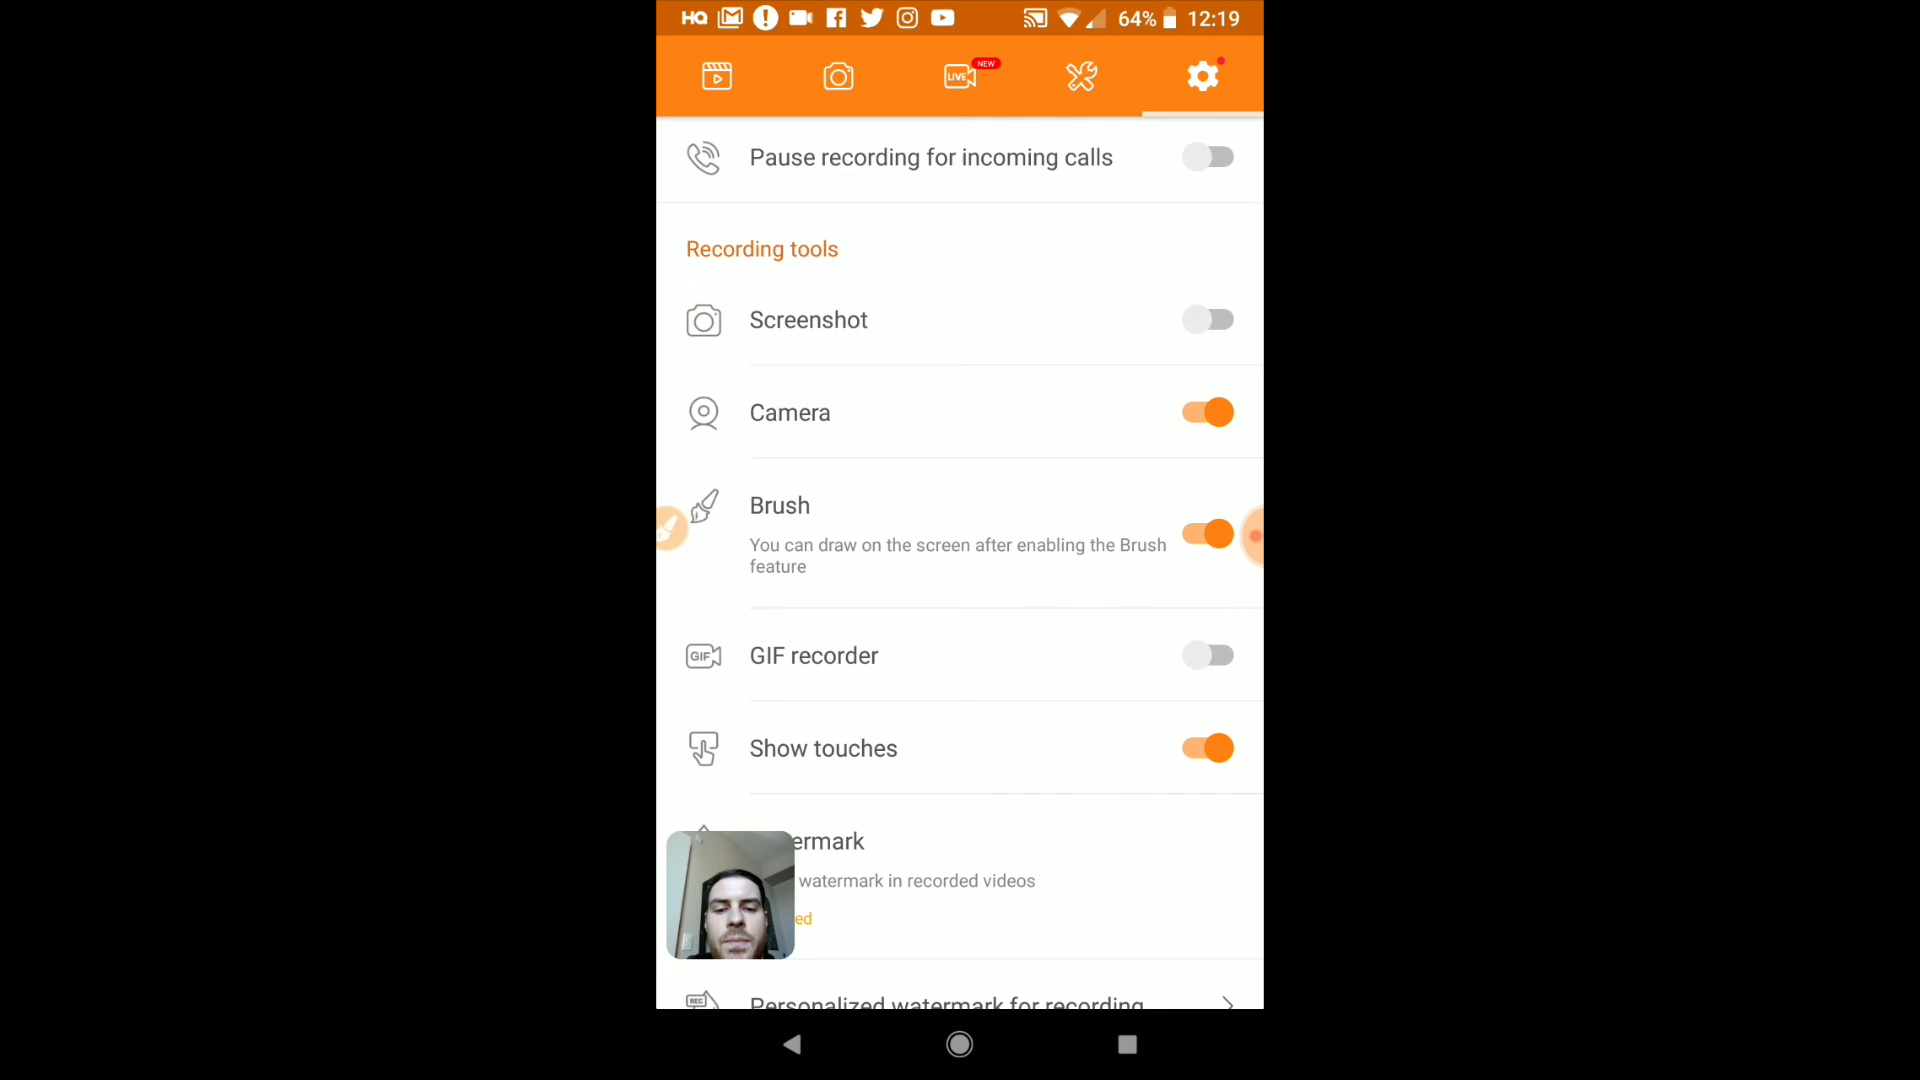 HQ 64% 12:19
LIVE NEW
Pause recording for incoming calls
Recording tools
Screenshot
Camera
Brush
You can draw on the screen after enabling the Brush
feature
GIF GIF recorder
Show touches
ermark
watermark in recorded videos
ed
REC Personalized watermark for recording